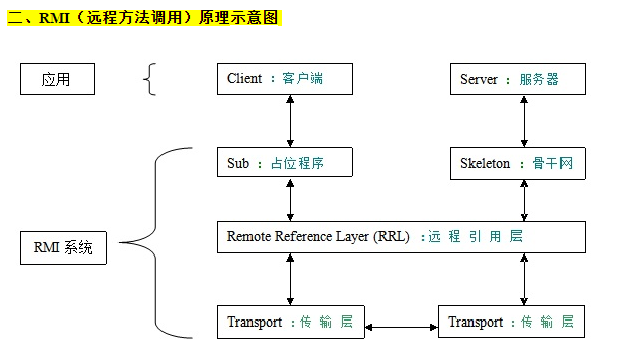 二、RMI（远程方法调用）原理示意图
应用
Client ：客户端
Server ：服务器
Sub ：占位程序
Skeleton ：骨干网
RMI 系统
Remote Reference Layer (RRL) ：远 程 引 用 层
Transport ：传 输 层
Transport ：传 输 层